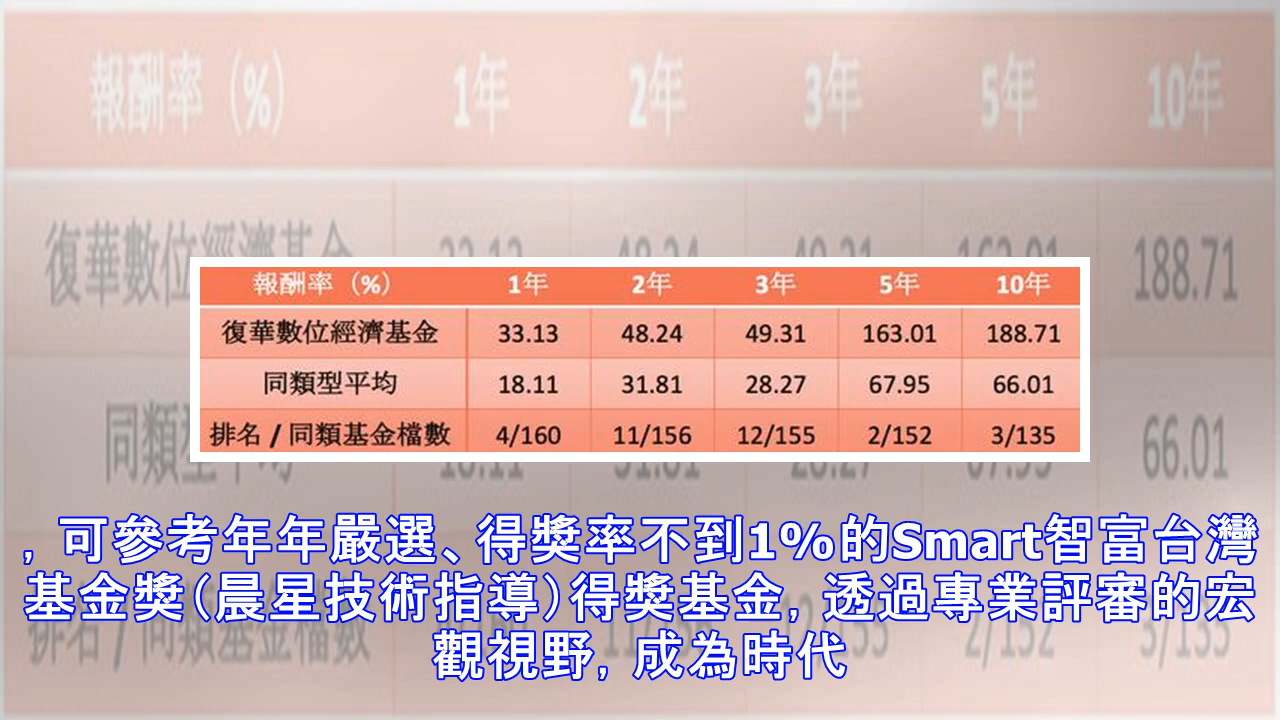 報酬率（%） 1年 2年 3年 5年 10年
復華數位經濟基金 33.13 48.24 49.31 163.01 188.71
同類型平均 18.11 31.81 28.27 67.95 66.01
排名 / 同類基金檔數 4/160 11/156 12/155 2/152 3/135
，可參考年年嚴選、得獎率不到1%的Smart智富台灣
基金獎（晨星技術指導）得獎基金，透過專業評審的宏
觀視野，成為時代